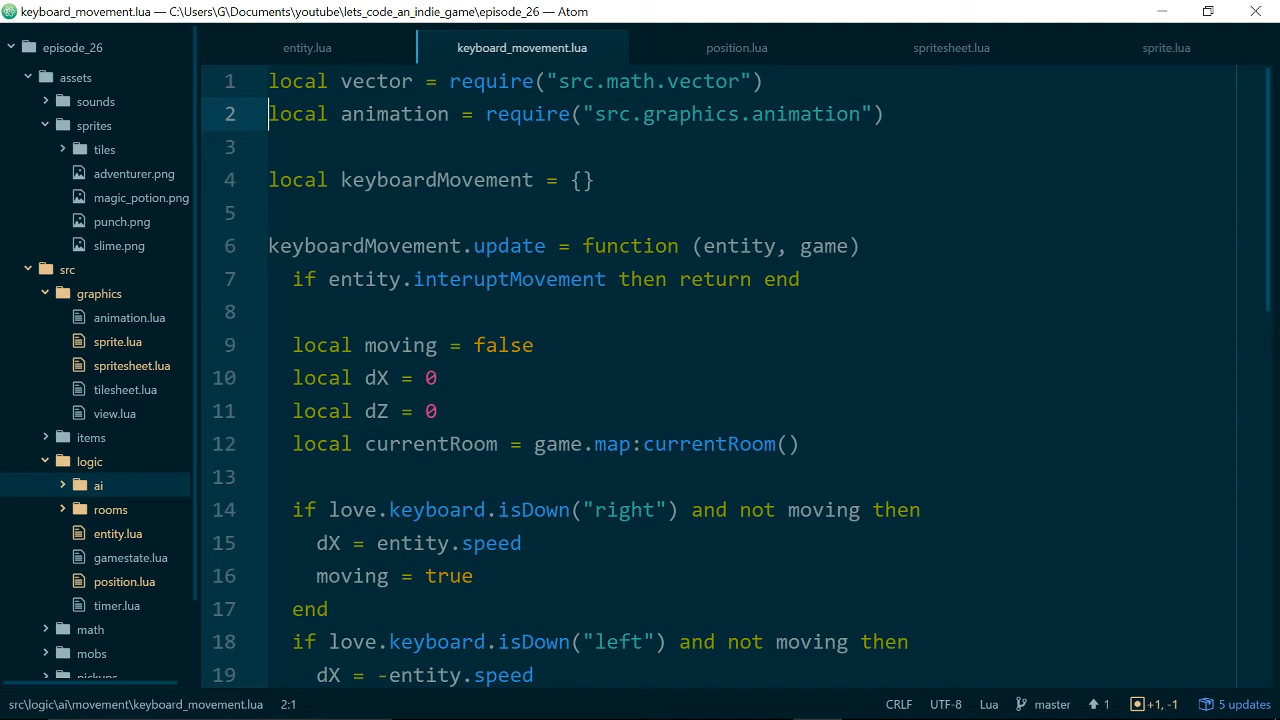 keyboard_movement.lua — C:\Users\G\Documents\youtube\lets_code_an_indie_game\episode_26 — Atom
episode_26
assets
sounds
sprites
tiles
adventurer.png
magic_potion.png
punch.png
slime.png
src
graphics
animation.lua
sprite.lua
spritesheet.lua
tilesheet.lua
view.lua
items
logic
ai
rooms
entity.lua
gamestate.lua
position.lua
timer.lua
math
mobs
pickups
entity.lua
keyboard_movement.lua
position.lua
spritesheet.lua
sprite.lua
1 local vector = require("src.math.vector")
2 local animation = require("src.graphics.animation")
3
4 local keyboardMovement = {}
5
6 keyboardMovement.update = function (entity, game)
7 if entity.interuptMovement then return end
8
9 local moving = false
10 local dX = 0
11 local dZ = 0
12 local currentRoom = game.map:currentRoom()
13
14 if love.keyboard.isDown("right") and not moving then
15 dX = entity.speed
16 moving = true
17 end
18 if love.keyboard.isDown("left") and not moving then
19 dX = -entity.speed
src\logic\ai\movement\keyboard_movement.lua 2:1 CRLF UTF-8 Lua master 1 +1, -1 5 updates